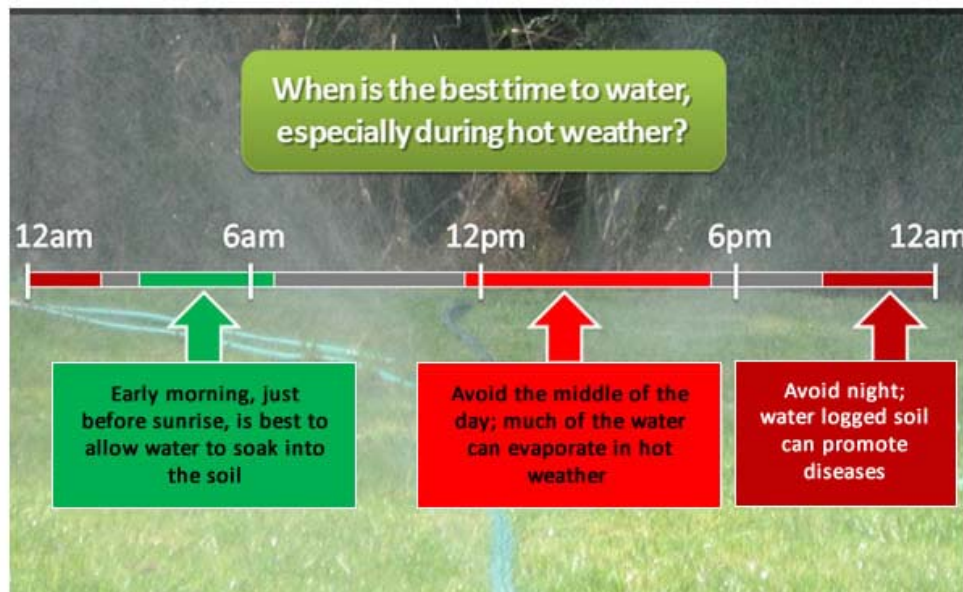 When is the best time to water,
especially during hot weather?
12am 6am 12pm 6pm 12am
Early morning, just
before sunrise, is best to
allow water to soak into
the soil
Avoid the middle of the
day; much of the water
can evaporate in hot
weather
Avoid night;
water logged soil
can promote
diseases